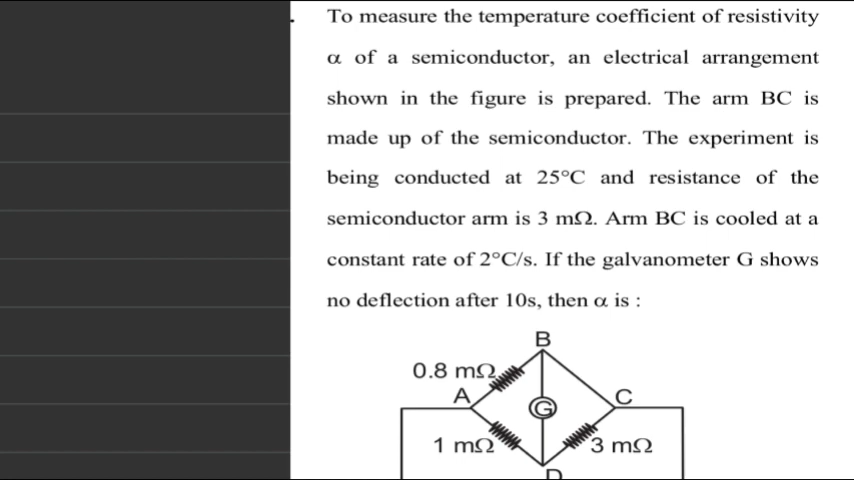 To measure the temperature coefficient of resistivity
α of a semiconductor, an electrical arrangement
shown in the figure is prepared. The arm BC is
made up of the semiconductor. The experiment is
being conducted at 25°C and resistance of the
semiconductor arm is 3 mΩ. Arm BC is cooled at a
constant rate of 2°C/s. If the galvanometer G shows
no deflection after 10s, then α is :
B
0.8 mΩ
A
C
G
1 mΩ
3 mΩ
D